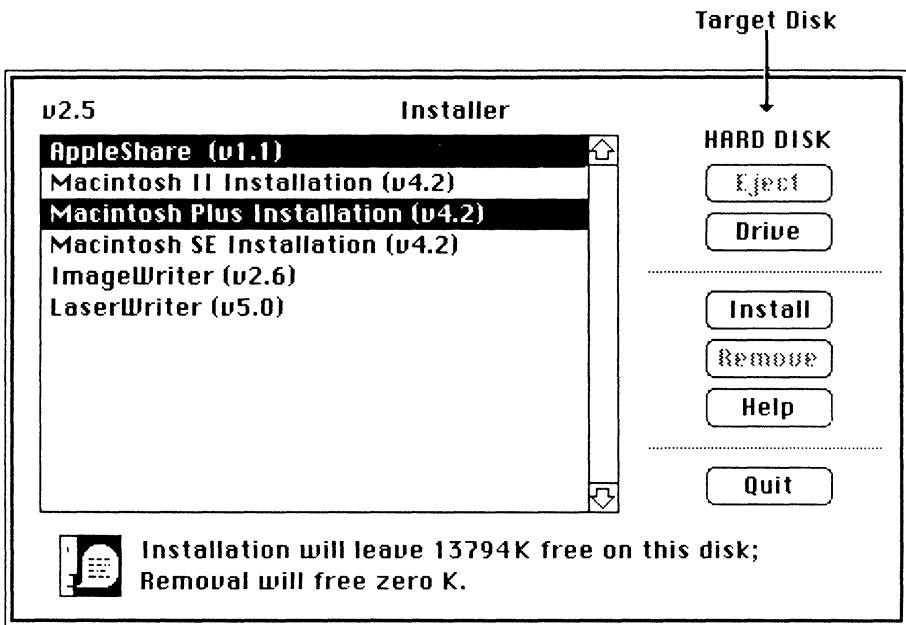 Target Disk
v2.5
Installer
HARD DISK
AppleShare (v1.1)
Macintosh II Installation (v4.2)
Macintosh Plus Installation (v4.2)
Macintosh SE Installation (v4.2)
ImageWriter (v2.6)
LaserWriter (v5.0)
Eject
Drive
Install
Remove
Help
Quit
Installation will leave 13794K free on this disk;
Removal will free zero K.